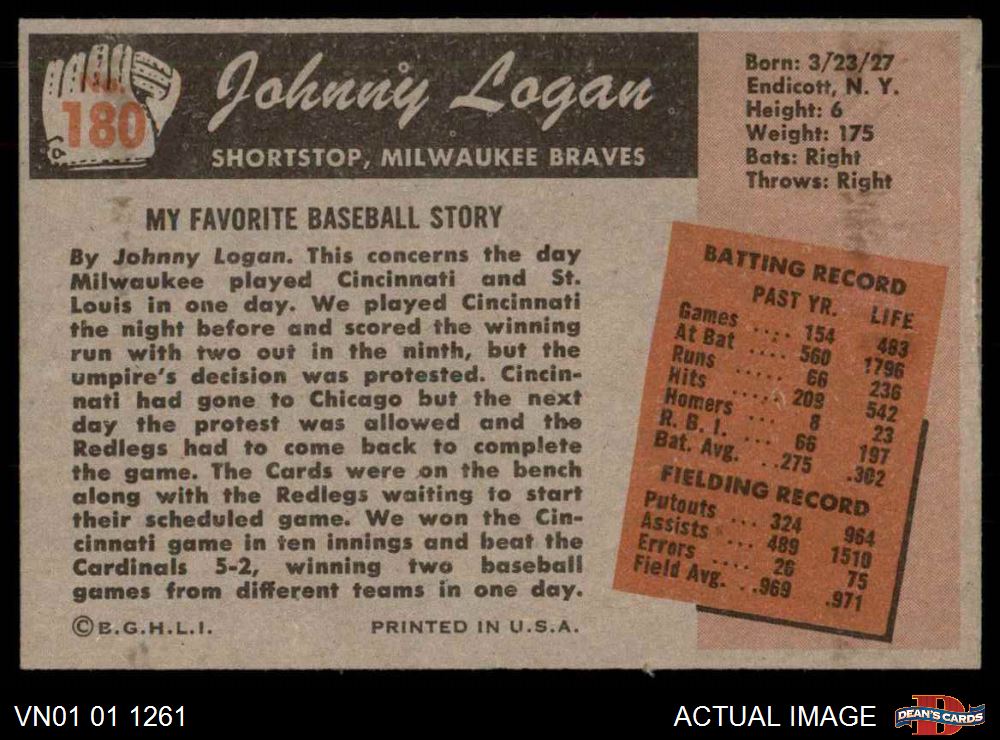 No.
180
Johnny Logan
SHORTSTOP, MILWAUKEE BRAVES
Born: 3/23/27
Endicott, N. Y.
Height: 6
Weight: 175
Bats: Right
Throws: Right
MY FAVORITE BASEBALL STORY
By Johnny Logan. This concerns the day
Milwaukee played Cincinnati and St.
Louis in one day. We played Cincinnati
the night before and scored the winning
run with two out in the ninth, but the
umpire's decision was protested. Cincin-
nati had gone to Chicago but the next
day the protest was allowed and the
Redlegs had to come back to complete
the game. The Cards were on the bench
along with the Redlegs waiting to start
their scheduled game. We won the Cin-
cinnati game in ten innings and beat the
Cardinals 5-2, winning two baseball
games from different teams in one day.
©B.G.H.L.I. PRINTED IN U.S.A.
BATTING RECORD
PAST YR. LIFE
Games .... 154 483
At Bat .... 560 1796
Runs ..... 66 236
Hits ...... 209 542
Homers ... 8 23
R. B. I. ... 66 197
Bat. Avg. ..275 .302
FIELDING RECORD
Putouts ... 324 964
Assists ... 489 1510
Errors .... 26 75
Field Avg. ...969 .971
VN01 01 1261
ACTUAL IMAGE
D
DEAN'S CARDS